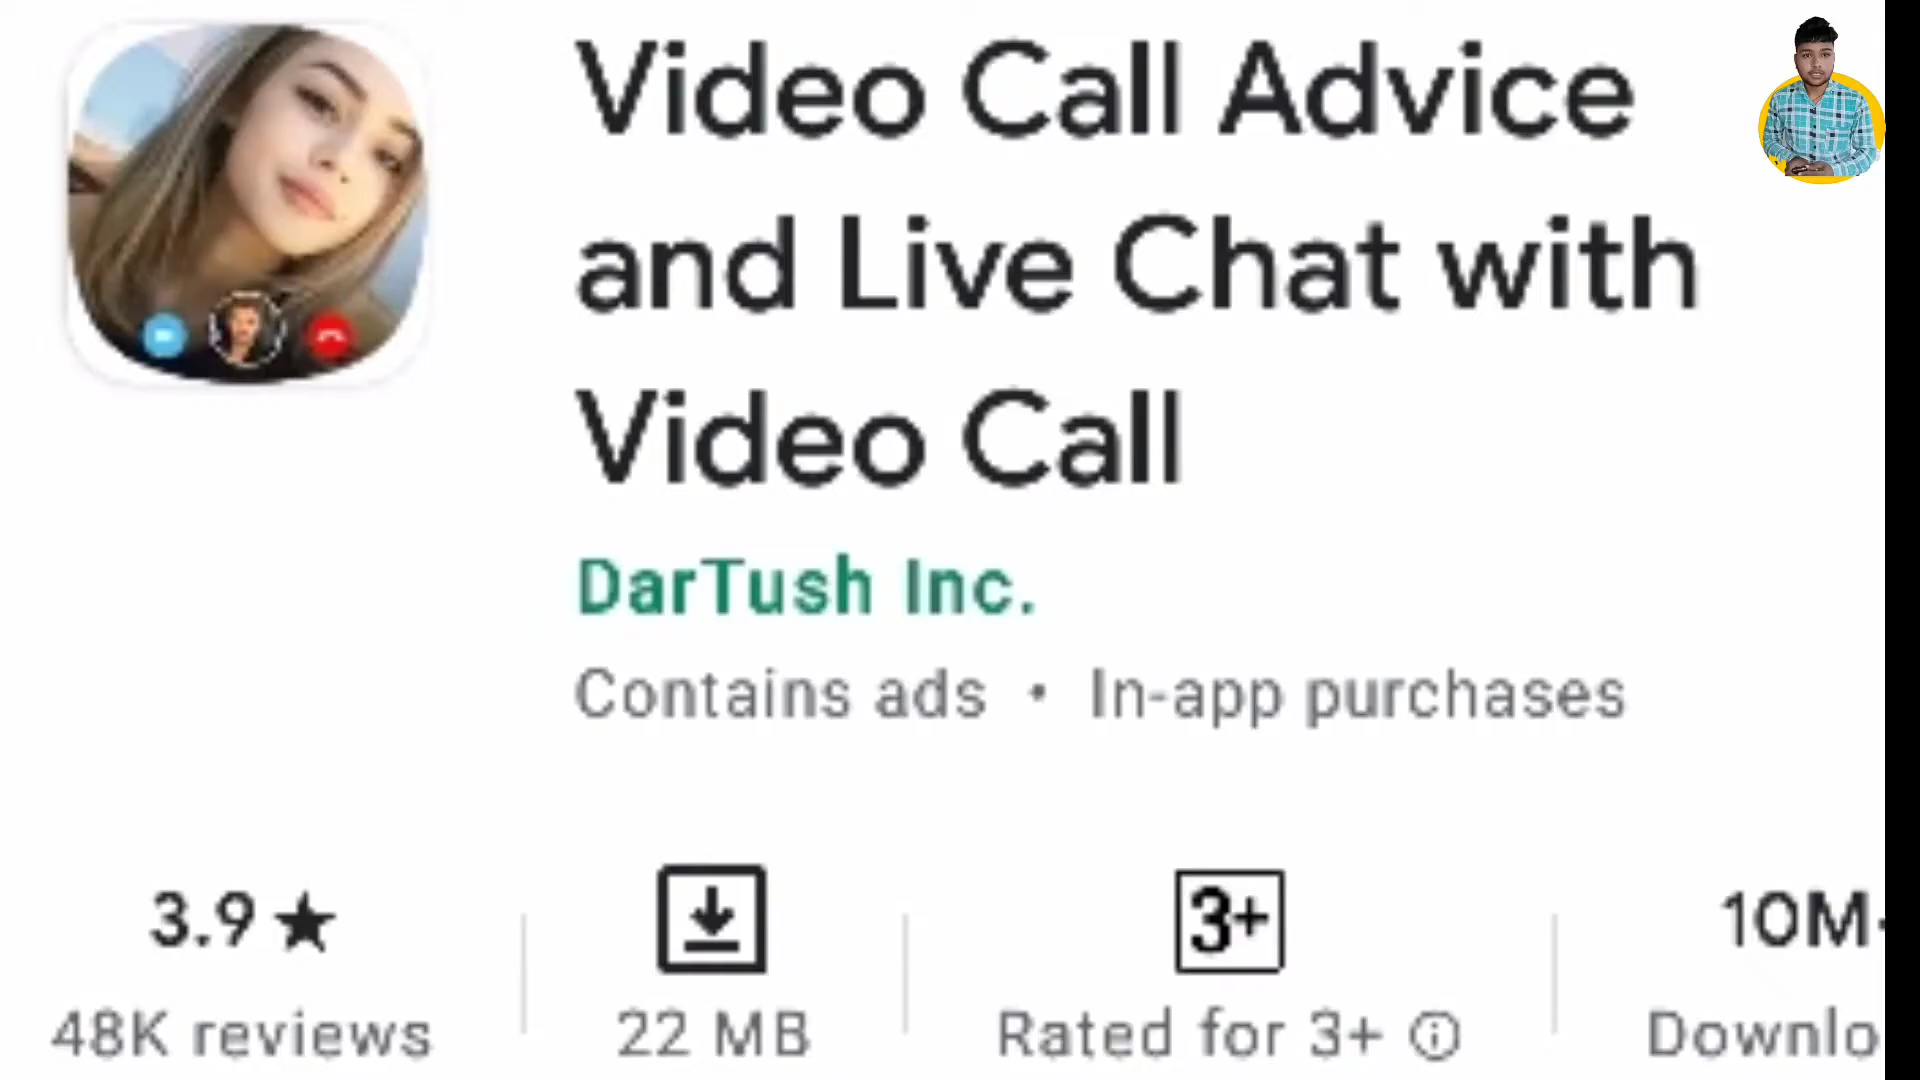 Video Call Advice
and Live Chat with
Video Call
DarTush Inc.
Contains ads • In-app purchases
3.9★
48K reviews
22 MB
3+
Rated for 3+
10M
Downlo